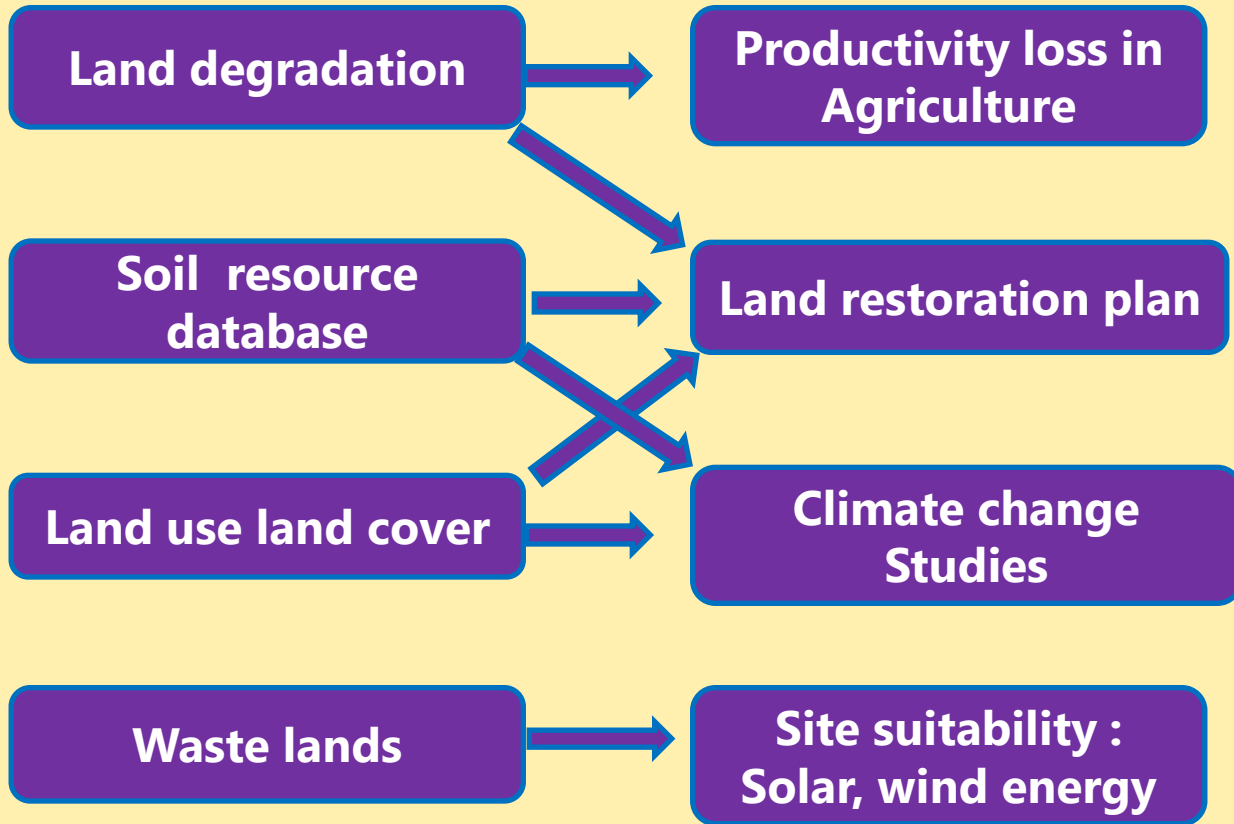 Land degradation
Productivity loss in
Agriculture
Soil resource
database
Land restoration plan
Land use land cover
Climate change
Studies
Waste lands
Site suitability :
Solar, wind energy